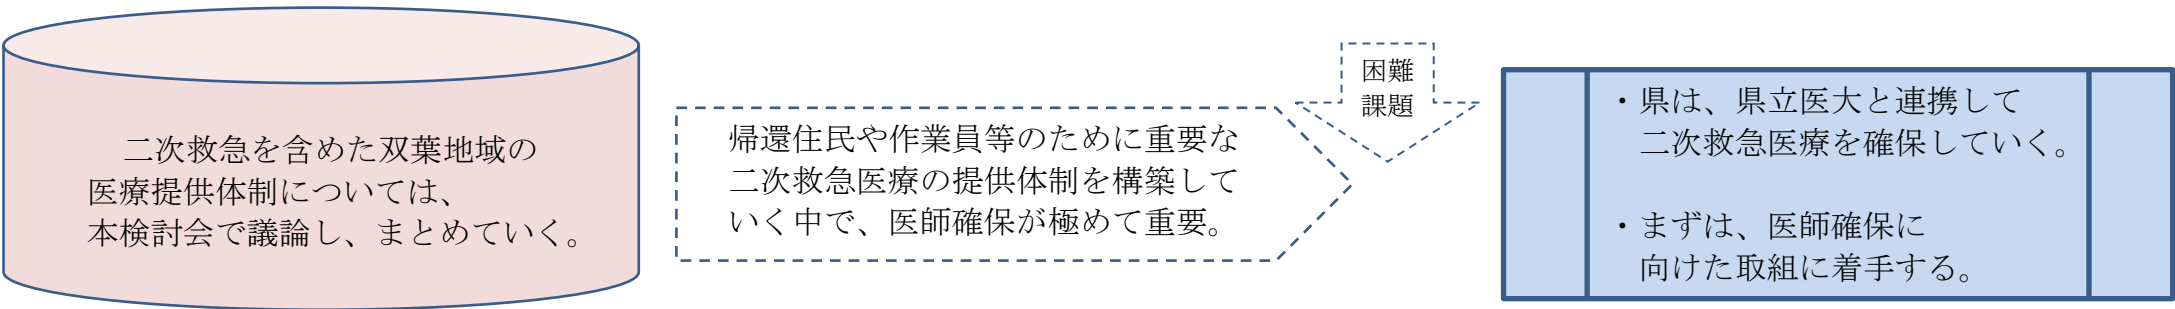 二次救急を含めた双葉地域の
医療提供体制については、
本検討会で議論し、まとめていく。
帰還住民や作業員等のために重要な
二次救急医療の提供体制を構築して
いく中で、医師確保が極めて重要。
困難
課題
・県は、県立医大と連携して
二次救急医療を確保していく。
・まずは、医師確保に
向けた取組に着手する。